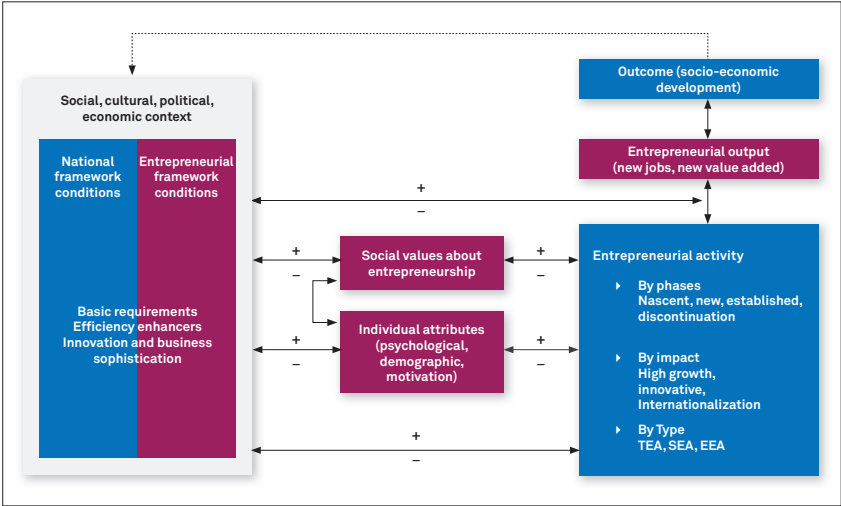 Social, cultural, political,
economic context
National
framework
conditions
Entrepreneurial
framework
conditions
Basic requirements
Efficiency enhancers
Innovation and business
sophistication
Outcome (socio-economic
development)
Entrepreneurial output
(new jobs, new value added)
+
–
+
–
Social values about
entrepreneurship
+
–
+
–
Individual attributes
(psychological,
demographic,
motivation)
+
–
+
–
Entrepreneurial activity
By phases
Nascent, new, established,
discontinuation
By impact
High growth,
innovative,
Internationalization
By Type
TEA, SEA, EEA